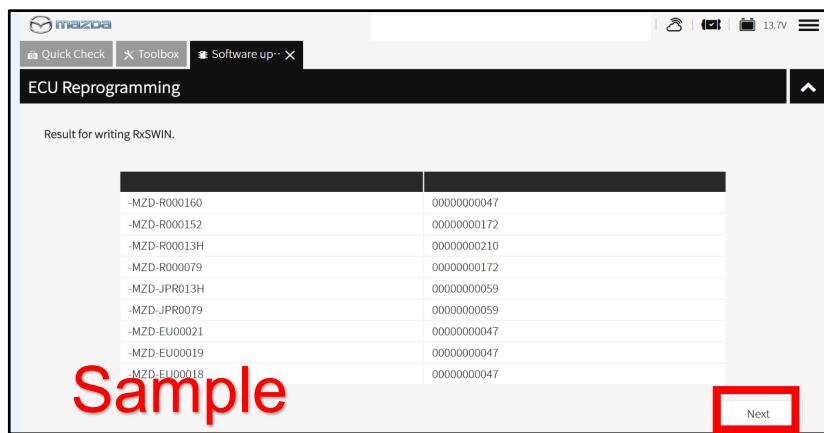 mazda
13.7V
Quick Check Toolbox Software up··
ECU Reprogramming
Result for writing RxSWIN.
-MZD-R000160 00000000047
-MZD-R000152 00000000172
-MZD-R00013H 00000000210
-MZD-R000079 00000000172
-MZD-JPR013H 00000000059
-MZD-JPR0079 00000000059
-MZD-EU00021 00000000047
-MZD-EU00019 00000000047
-MZD-EU00018 00000000047
Sample
Next